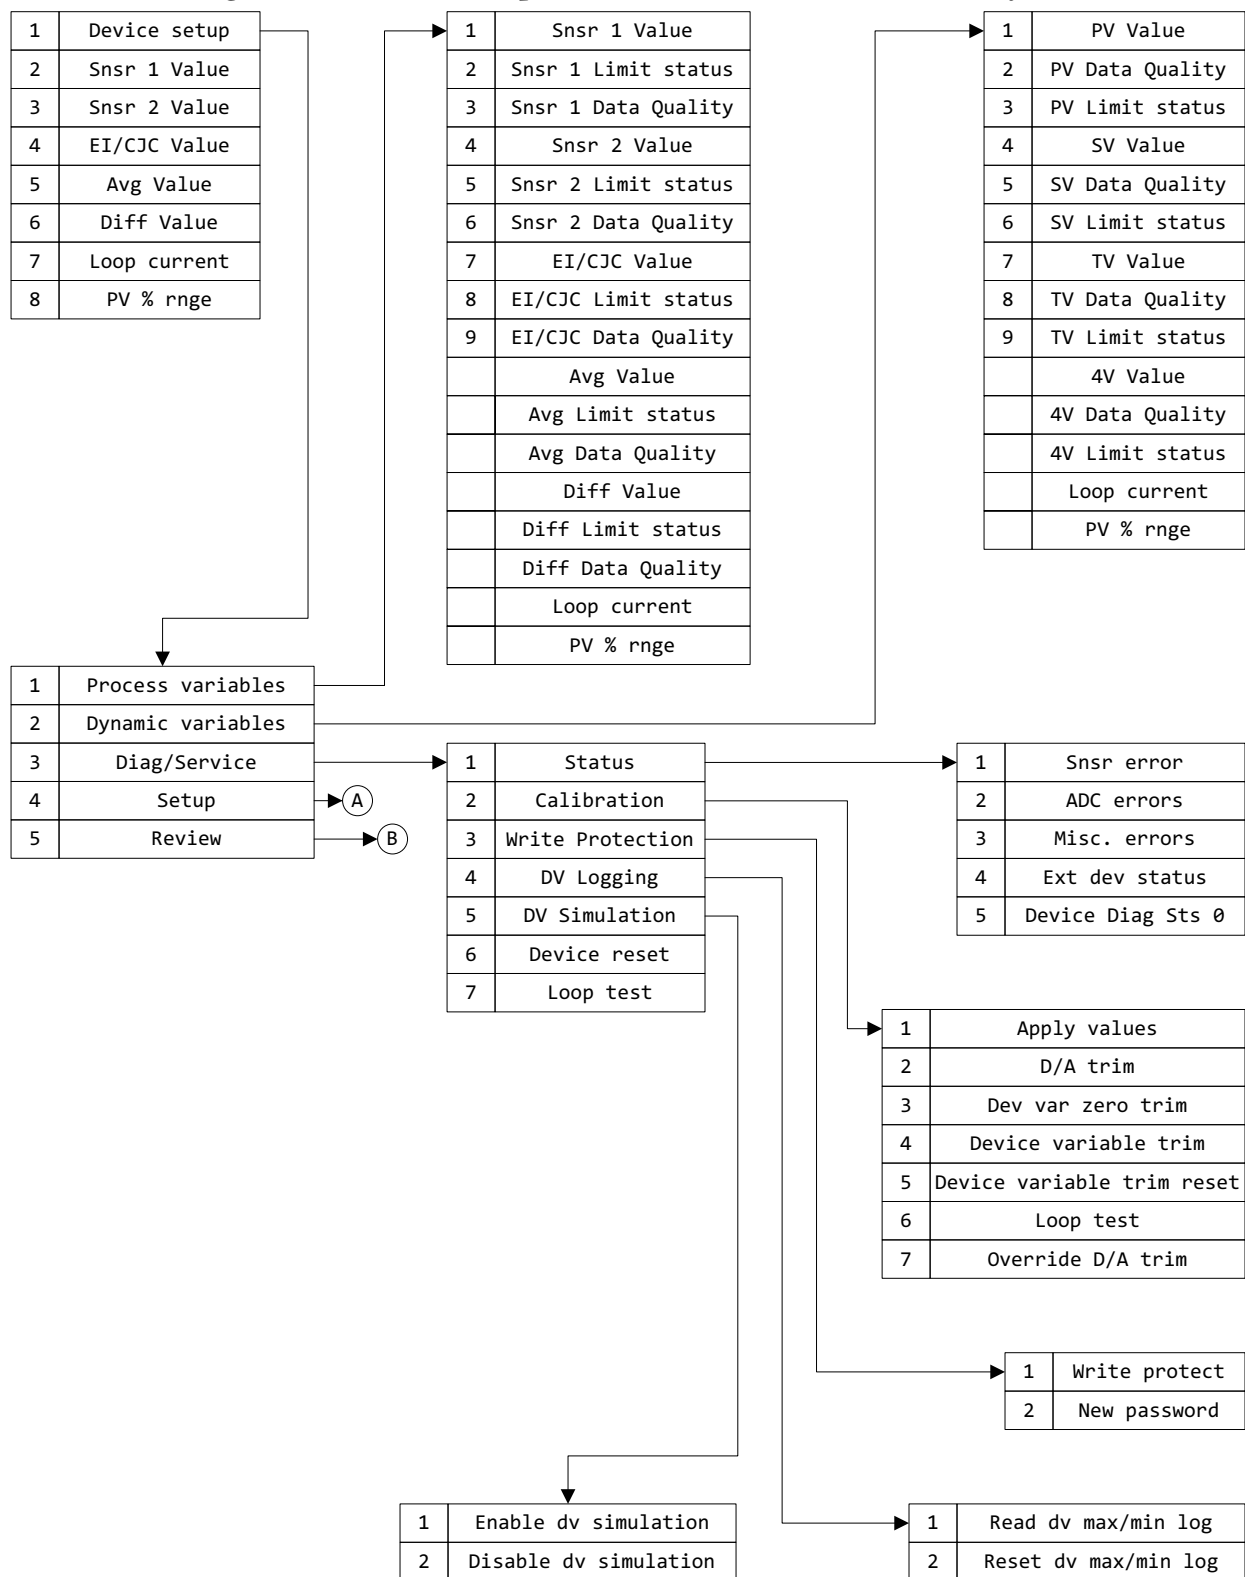 1 Device setup
2 Snsr 1 Value
3 Snsr 2 Value
4 EI/CJC Value
5 Avg Value
6 Diff Value
7 Loop current
8 PV % rnge
1 Snsr 1 Value
2 Snsr 1 Limit status
3 Snsr 1 Data Quality
4 Snsr 2 Value
5 Snsr 2 Limit status
6 Snsr 2 Data Quality
7 EI/CJC Value
8 EI/CJC Limit status
9 EI/CJC Data Quality
Avg Value
Avg Limit status
Avg Data Quality
Diff Value
Diff Limit status
Diff Data Quality
Loop current
PV % rnge
1 PV Value
2 PV Data Quality
3 PV Limit status
4 SV Value
5 SV Data Quality
6 SV Limit status
7 TV Value
8 TV Data Quality
9 TV Limit status
4V Value
4V Data Quality
4V Limit status
Loop current
PV % rnge
1 Process variables
2 Dynamic variables
3 Diag/Service
4 Setup A
5 Review B
1 Status
2 Calibration
3 Write Protection
4 DV Logging
5 DV Simulation
6 Device reset
7 Loop test
1 Snsr error
2 ADC errors
3 Misc. errors
4 Ext dev status
5 Device Diag Sts 0
1 Apply values
2 D/A trim
3 Dev var zero trim
4 Device variable trim
5 Device variable trim reset
6 Loop test
7 Override D/A trim
1 Write protect
2 New password
1 Enable dv simulation
2 Disable dv simulation
1 Read dv max/min log
2 Reset dv max/min log